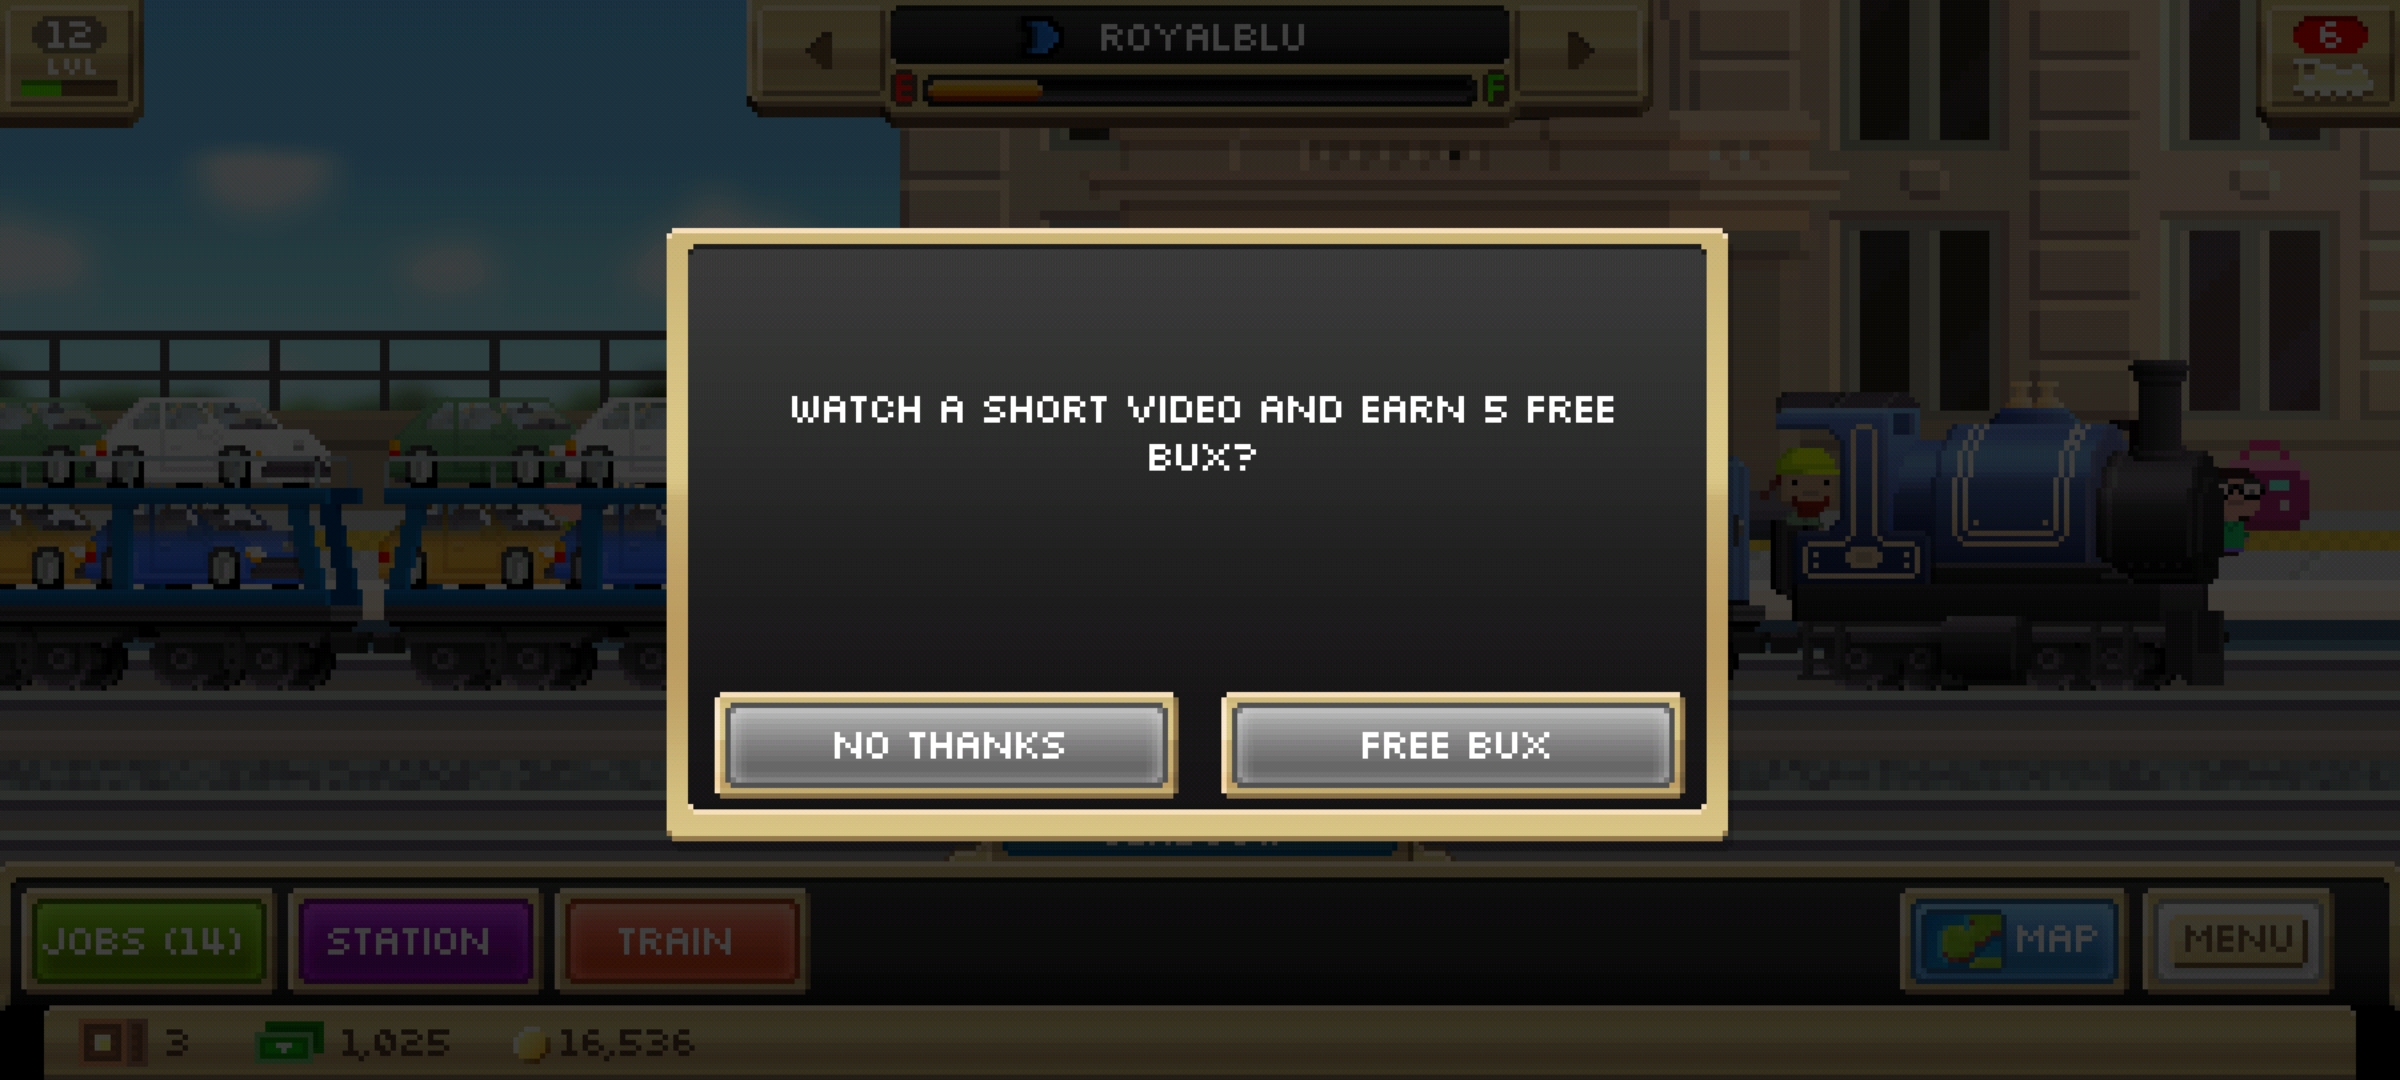 12
LVL
ROYALBLU
E
F
6
WATCH A SHORT VIDEO AND EARN 5 FREE
BUX?
NO THANKS
FREE BUX
JOBS (14)
STATION
TRAIN
MAP
MENU
3
1,025
16,536